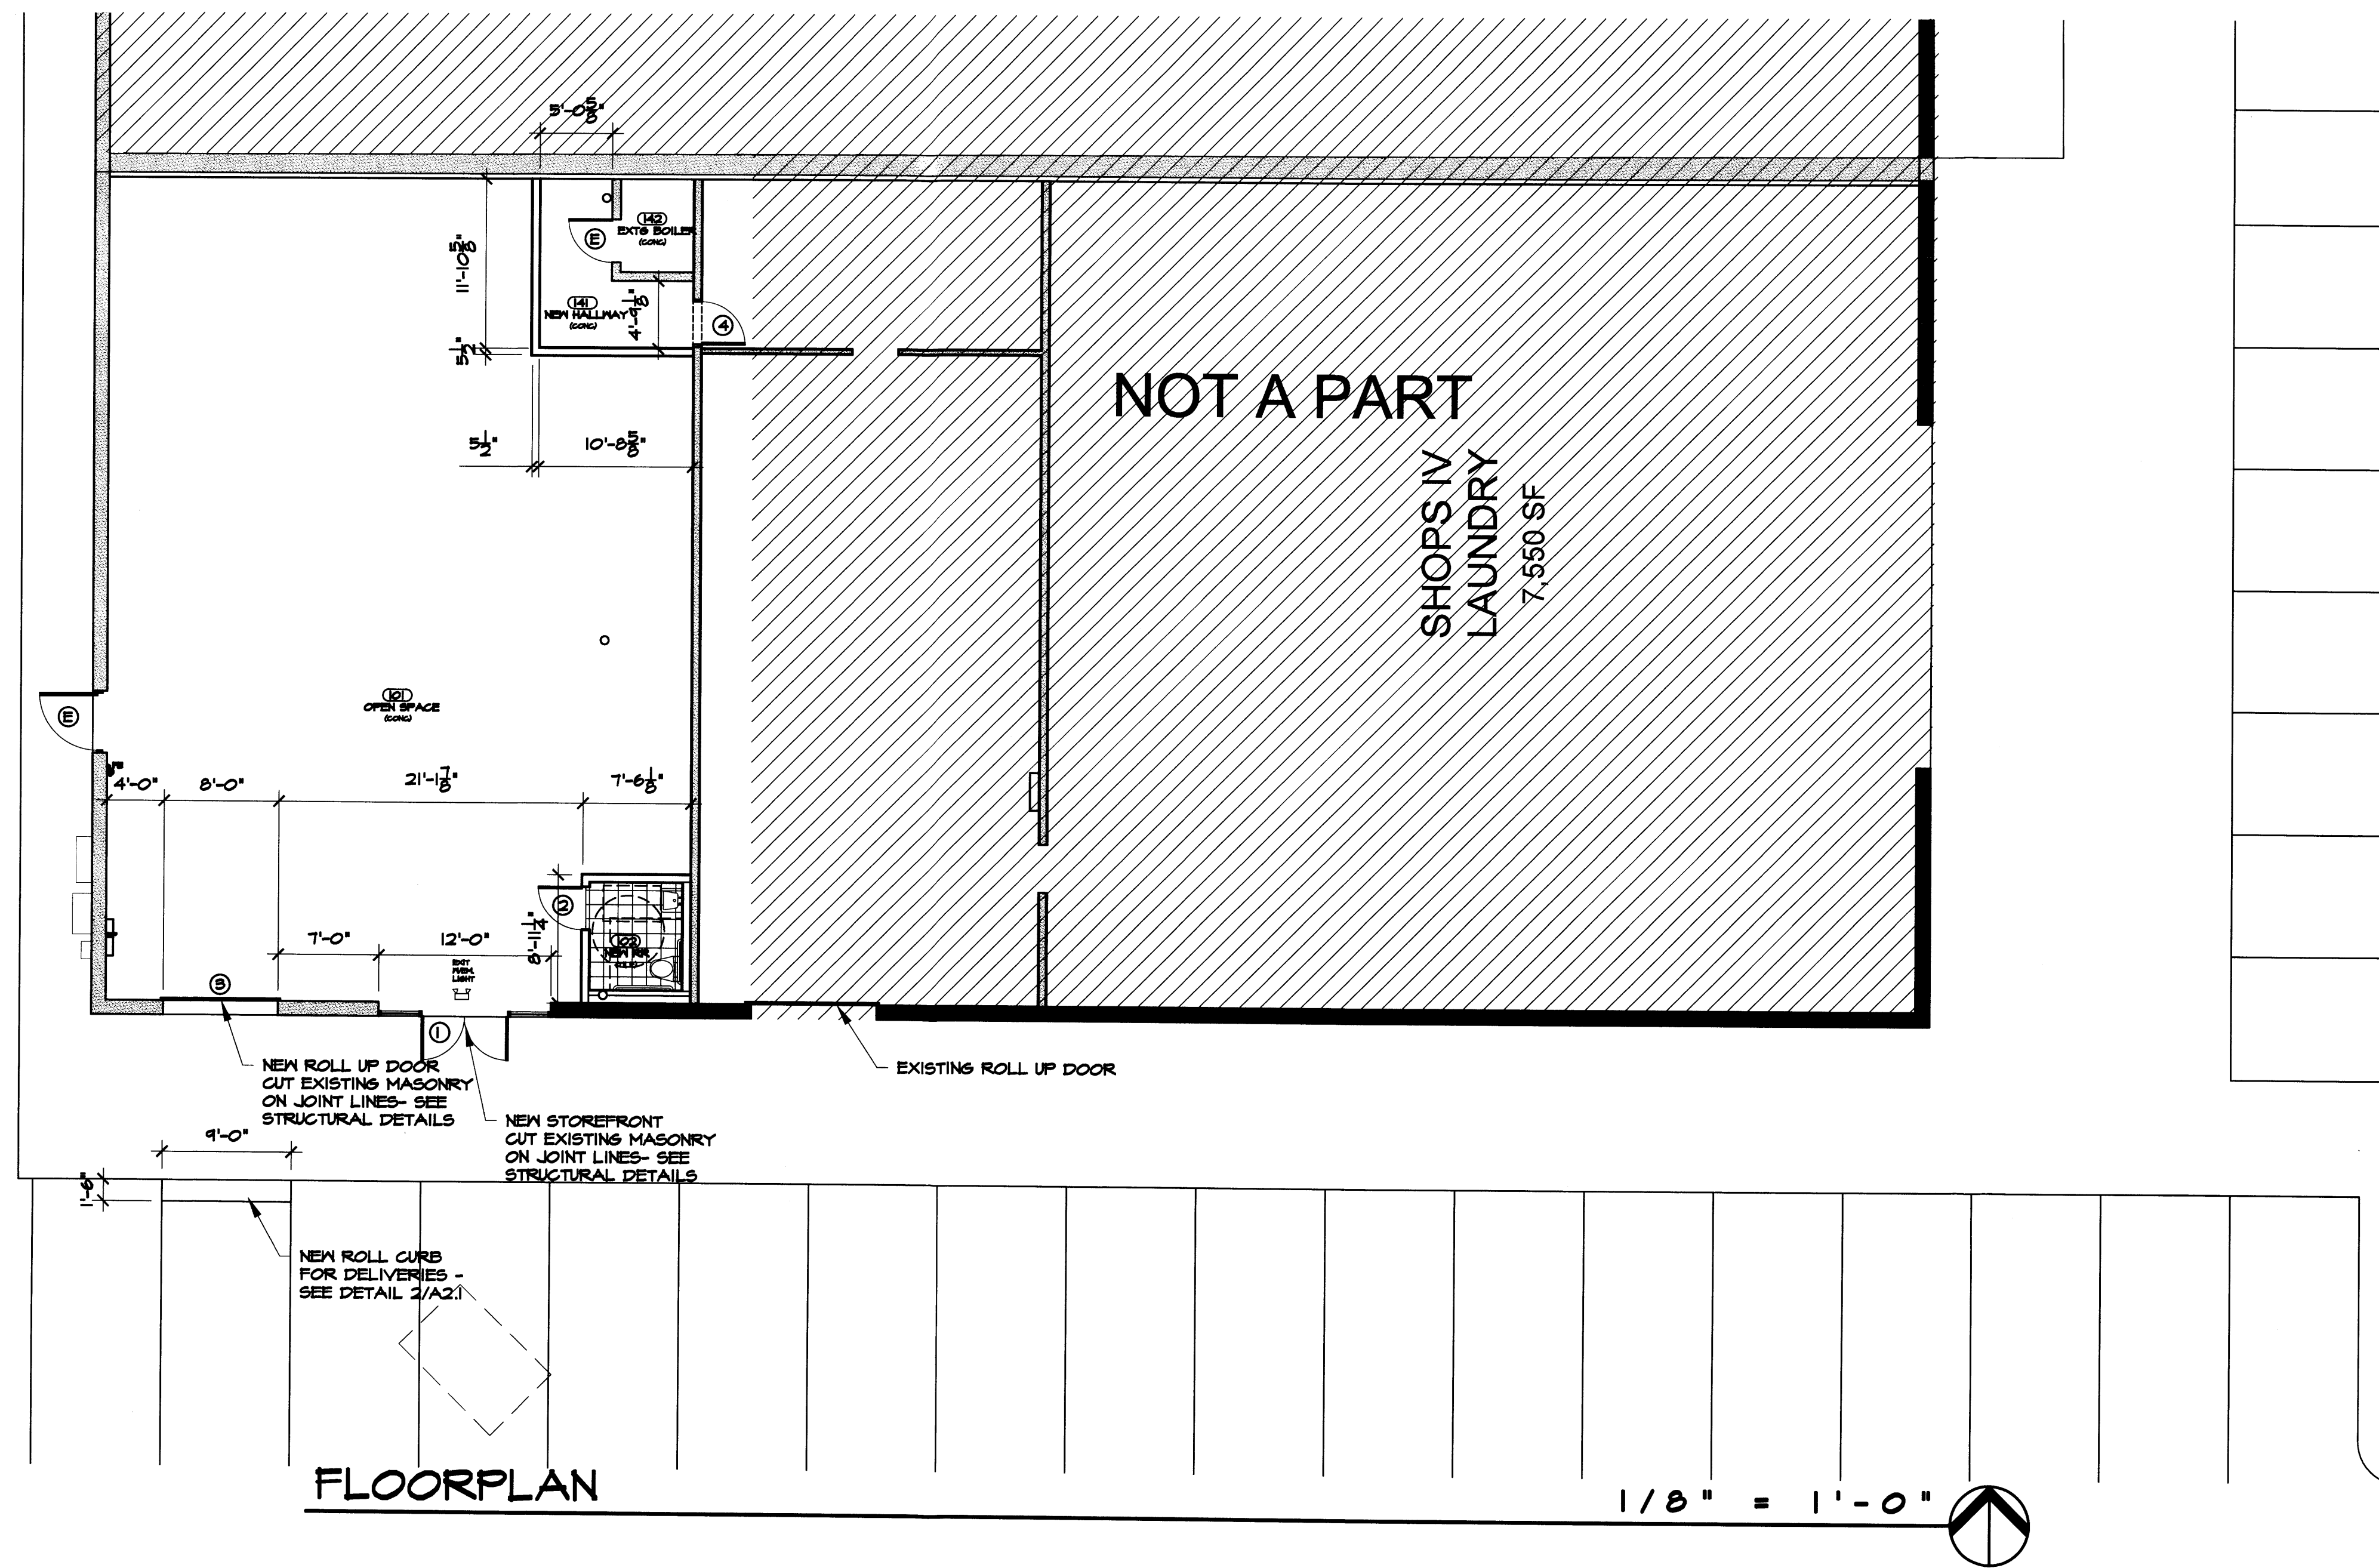 5'-0 5/8"
142
EXTG BOILER
(CONC)
E
11'-10 5/8"
141
NEW HALLWAY
(CONC)
4'-9 1/8"
4
5 1/2"
NOT A PART
5 1/2"
10'-8 5/8"
SHOPS IV
LAUNDRY
7,550 SF
101
OPEN SPACE
(CONC)
E
FE
4'-0"
8'-0"
21'-1 7/8"
7'-6 1/8"
2
8'-11 1/4"
7'-0"
12'-0"
102
NEW RR
EXIT
LIGHT
3
1
NEW ROLL UP DOOR
CUT EXISTING MASONRY
ON JOINT LINES- SEE
STRUCTURAL DETAILS
EXISTING ROLL UP DOOR
NEW STOREFRONT
CUT EXISTING MASONRY
ON JOINT LINES- SEE
STRUCTURAL DETAILS
9'-0"
1'-6"
NEW ROLL CURB
FOR DELIVERIES -
SEE DETAIL 2/A2.1
FLOORPLAN
1/8" = 1'-0"